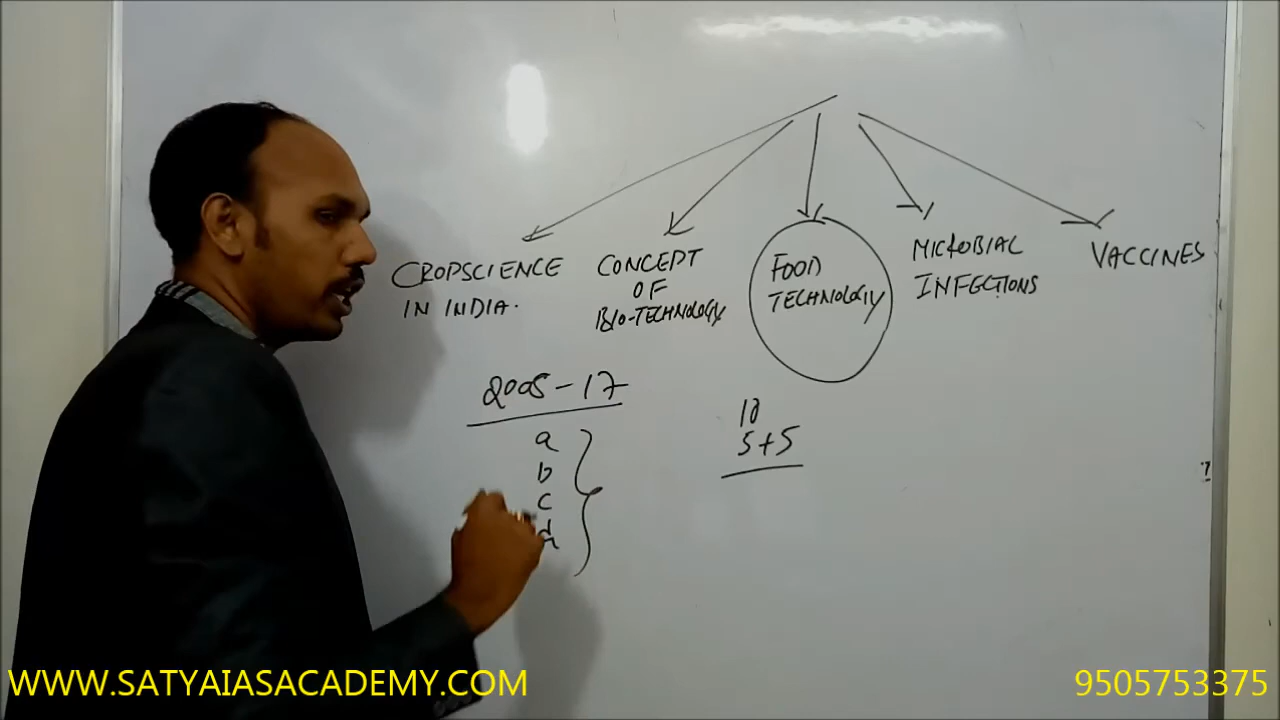 CROPSCIENCE
IN INDIA.
CONCEPT
OF
BIO-TECHNOLOGY
FOOD
TECHNOLOGY
MICROBIAL
INFECTIONS
VACCINES
2005-17
a
b
c
d
10
5+5
?
WWW.SATYAIASACADEMY.COM
9505753375